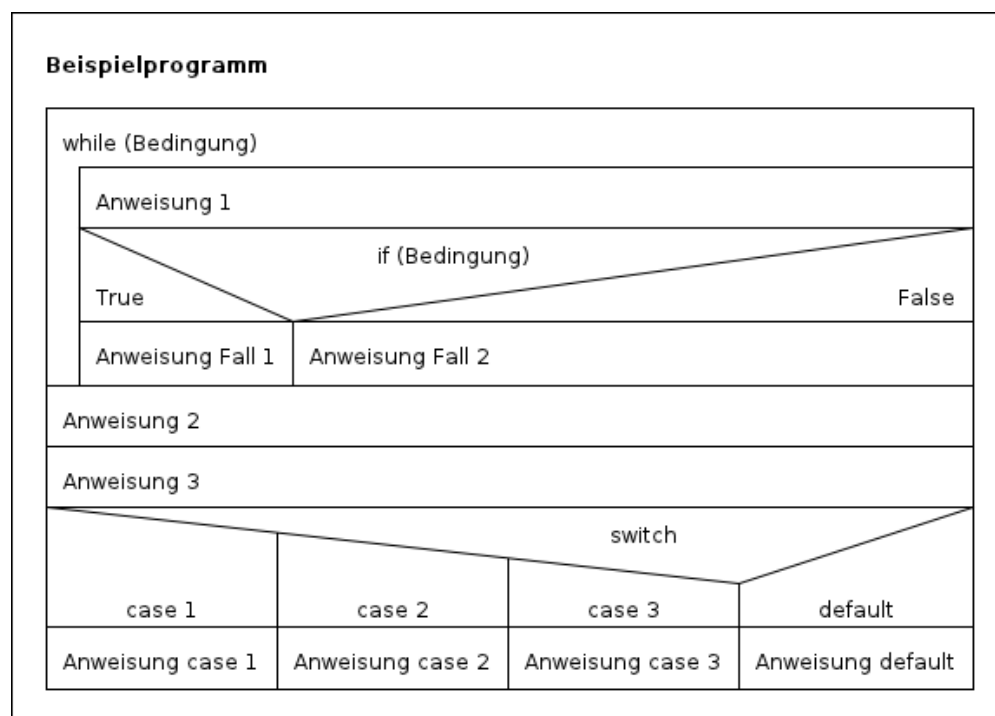 Beispielprogramm
while (Bedingung)
Anweisung 1
if (Bedingung)
True
False
Anweisung Fall 1
Anweisung Fall 2
Anweisung 2
Anweisung 3
switch
case 1
case 2
case 3
default
Anweisung case 1
Anweisung case 2
Anweisung case 3
Anweisung default